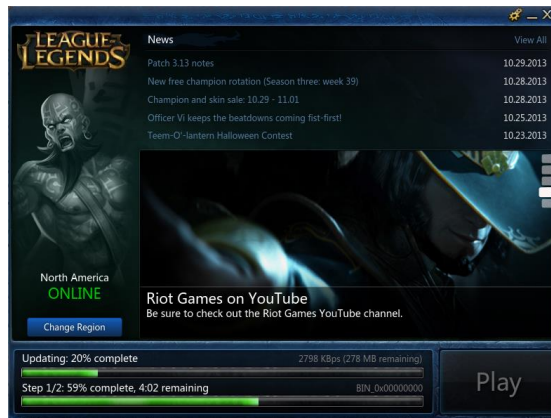 LEAGUE OF
LEGENDS
News
View All
Patch 3.13 notes
10.29.2013
New free champion rotation (Season three: week 39)
10.28.2013
Champion and skin sale: 10.29 - 11.01
10.28.2013
Officer Vi keeps the beatdowns coming fist-first!
10.25.2013
Teem-O'-lantern Halloween Contest
10.23.2013
North America
ONLINE
Change Region
Riot Games on YouTube
Be sure to check out the Riot Games YouTube channel.
Updating: 20% complete
2798 KBps (278 MB remaining)
Step 1/2: 59% complete, 4:02 remaining
BIN_0x00000000
Play